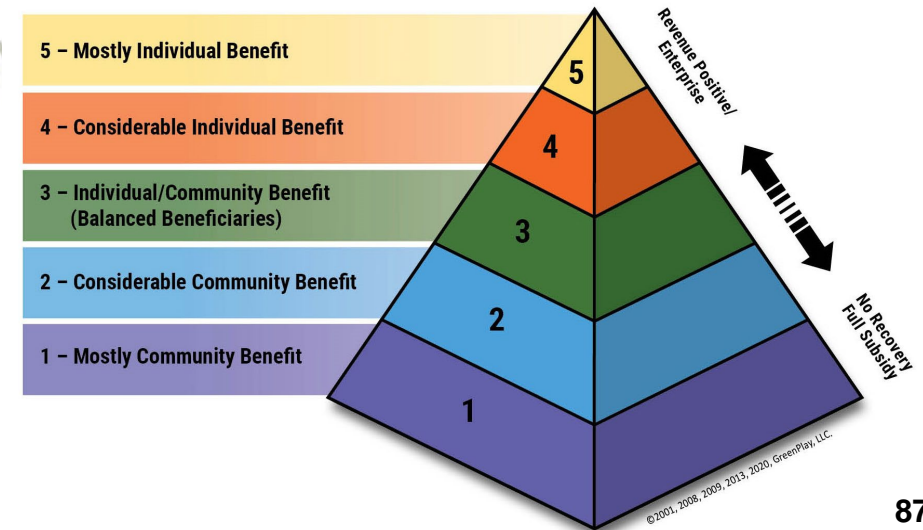 5 – Mostly Individual Benefit
4 – Considerable Individual Benefit
3 – Individual/Community Benefit
(Balanced Beneficiaries)
2 – Considerable Community Benefit
1 – Mostly Community Benefit
5
4
3
2
1
Revenue Positive/
Enterprise
No Recovery
Full Subsidy
©2001, 2008, 2009, 2013, 2020, GreenPlay, LLC.
87